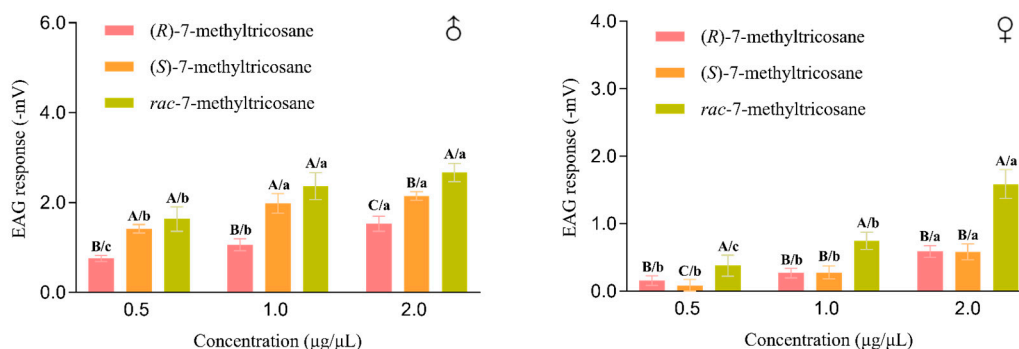 6.0
4.0
2.0
0.0
EAG response (-mV)
♂
(R)-7-methyltricosane
(S)-7-methyltricosane
rac-7-methyltricosane
B/c
A/b
A/b
B/b
A/a
A/a
C/a
B/a
A/a
0.5
1.0
2.0
Concentration (µg/µL)
4.0
3.0
2.0
1.0
0.0
EAG response (-mV)
♀
(R)-7-methyltricosane
(S)-7-methyltricosane
rac-7-methyltricosane
B/b
C/b
A/c
B/b
B/b
A/b
B/a
B/a
A/a
0.5
1.0
2.0
Concentration (µg/µL)